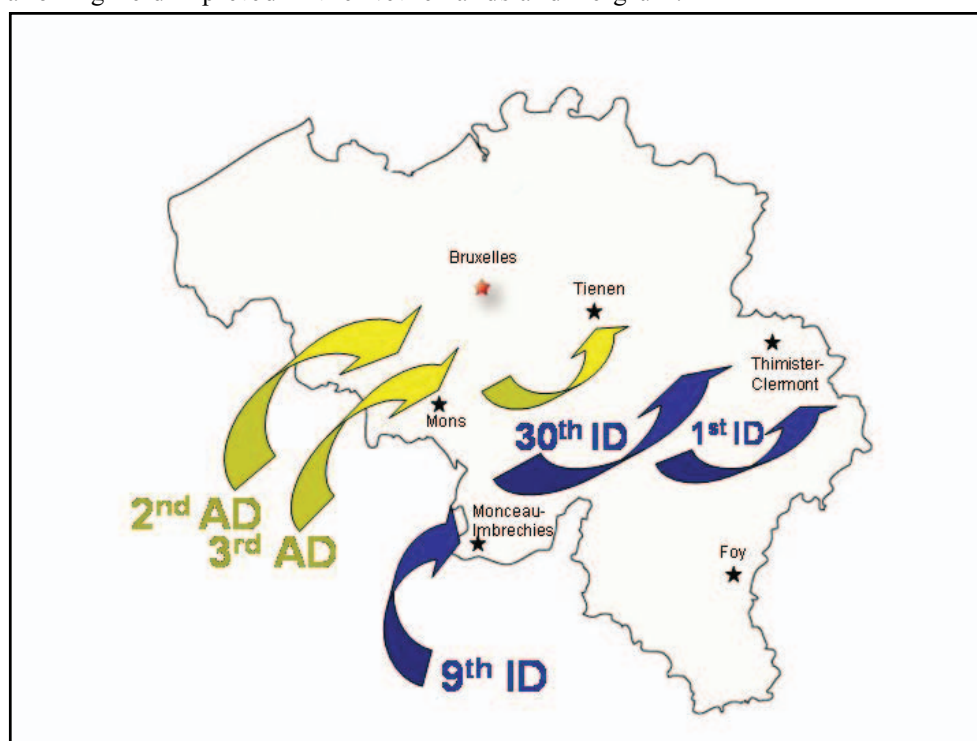 Bruxelles
Tienen
Thimister-
Clermont
Mons
30th ID
1st ID
2nd AD
3rd AD
Monceau-
Imbrechies
Foy
9th ID